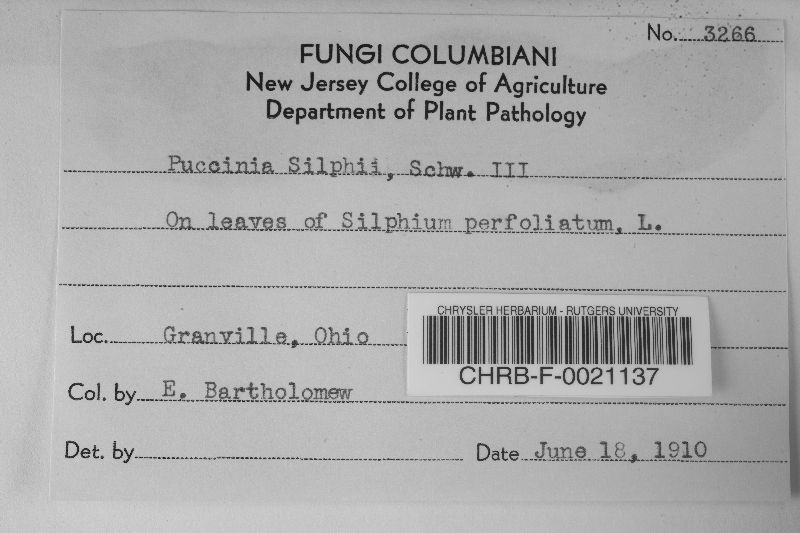 No. 3266
FUNGI COLUMBIANI
New Jersey College of Agriculture
Department of Plant Pathology
Puccinia Silphii, Schw. III
On leaves of Silphium perfoliatum, L.
Loc. Granville, Ohio
CHRYSLER HERBARIUM - RUTGERS UNIVERSITY
CHRB-F-0021137
Col. by E. Bartholomew
Det. by
Date June 18, 1910